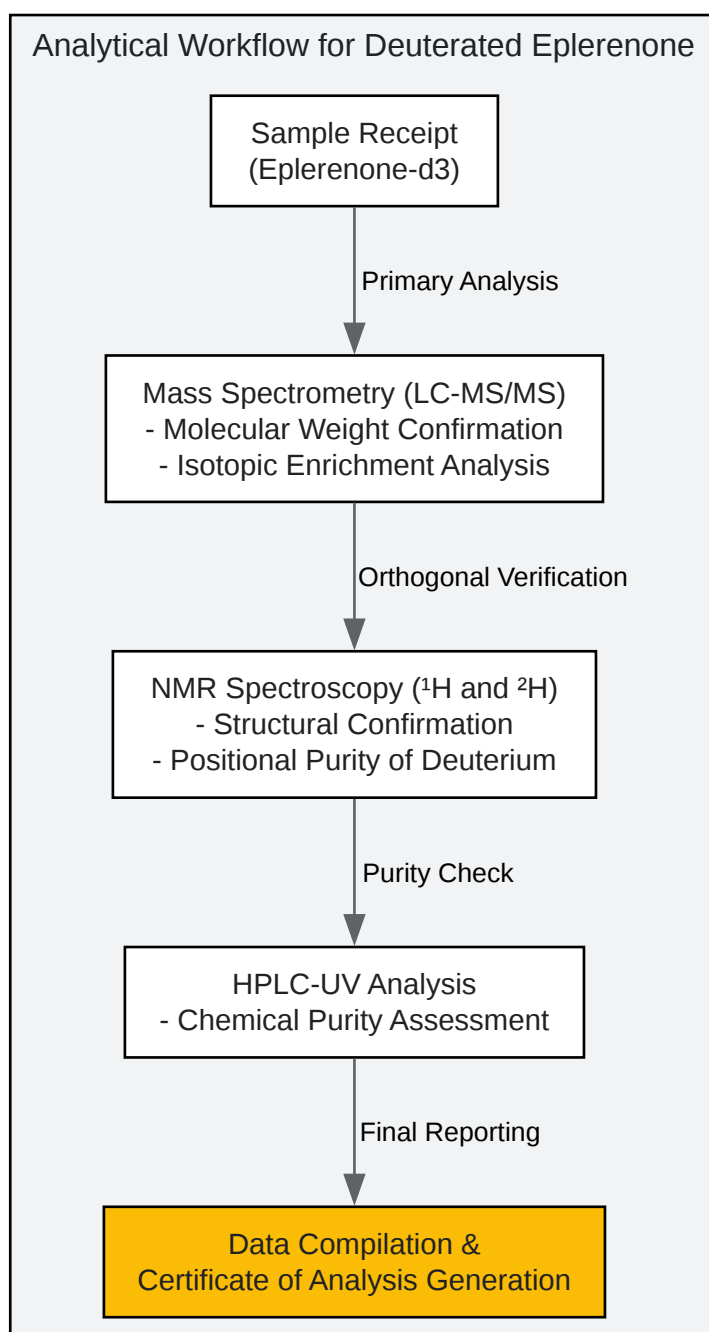 Analytical Workflow for Deuterated Eplerenone
Sample Receipt
(Eplerenone-d3)
Primary Analysis
Mass Spectrometry (LC-MS/MS)
- Molecular Weight Confirmation
- Isotopic Enrichment Analysis
Orthogonal Verification
NMR Spectroscopy (¹H and ²H)
- Structural Confirmation
- Positional Purity of Deuterium
Purity Check
HPLC-UV Analysis
- Chemical Purity Assessment
Final Reporting
Data Compilation &
Certificate of Analysis Generation